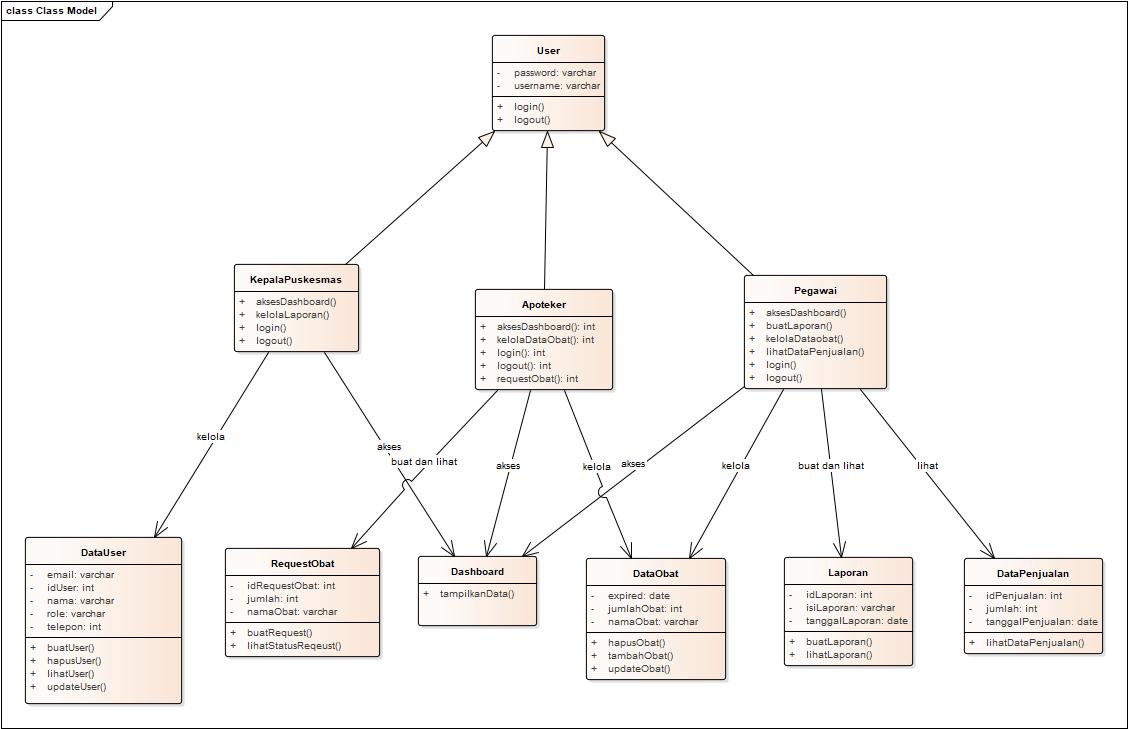 class Class Model
User
- password: varchar
- username: varchar
+ login()
+ logout()
KepalaPuskesmas
+ aksesDashboard()
+ kelolaLaporan()
+ login()
+ logout()
Apoteker
+ aksesDashboard(): int
+ kelolaDataObat(): int
+ login(): int
+ logout(): int
+ requestObat(): int
Pegawai
+ aksesDashboard()
+ buatLaporan()
+ kelolaDataobat()
+ lihatDataPenjualan()
+ login()
+ logout()
kelola
akses
buat dan lihat
akses
kelola
akses
kelola
buat dan lihat
lihat
DataUser
- email: varchar
- idUser: int
- nama: varchar
- role: varchar
- telepon: int
+ buatUser()
+ hapusUser()
+ lihatUser()
+ updateUser()
RequestObat
- idRequestObat: int
- jumlah: int
- namaObat: varchar
+ buatRequest()
+ lihatStatusReqeust()
Dashboard
+ tampilkanData()
DataObat
- expired: date
- jumlahObat: int
- namaObat: varchar
+ hapusObat()
+ tambahObat()
+ updateObat()
Laporan
- idLaporan: int
- isiLaporan: varchar
- tanggalLaporan: date
+ buatLaporan()
+ lihatLaporan()
DataPenjualan
- idPenjualan: int
- jumlah: int
- tanggalPenjualan: date
+ lihatDataPenjualan()